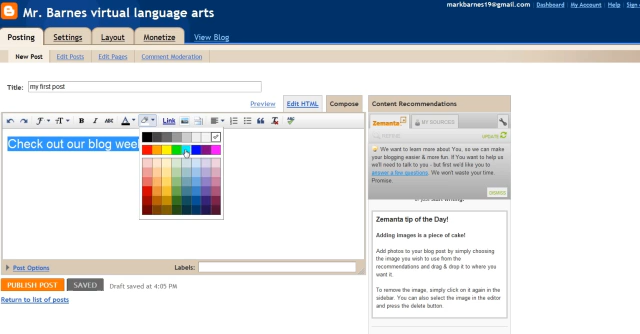 markbarnes19@gmail.com | Dashboard | My Account | Help | Sign
Mr. Barnes virtual language arts
Posting Settings Layout Monetize View Blog
New Post Edit Posts Edit Pages Comment Moderation
Title: my first post
Preview Edit HTML Compose
Link
ABC
Check out our blog wee
Post Options
Labels:
PUBLISH POST SAVED Draft saved at 4:05 PM
Return to list of posts
Content Recommendations
Zemanta MY SOURCES
UPDATE
We want to learn more about You, so we can make
your blogging easier & more fun. If You want to help us
we'll need to talk to you - but first we'd like you to
answer a few questions. We won't waste your time
Promise.
DISMISS
Zemanta tip of the Day!
Adding images is a piece of cake!
Add photos to your blog post by simply choosing
the image you wish to use from the
recommendations and drag & drop it to where you
want it.
To remove the image, simply click on it again in the
sidebar. You can also select the image in the editor
and press the delete button.